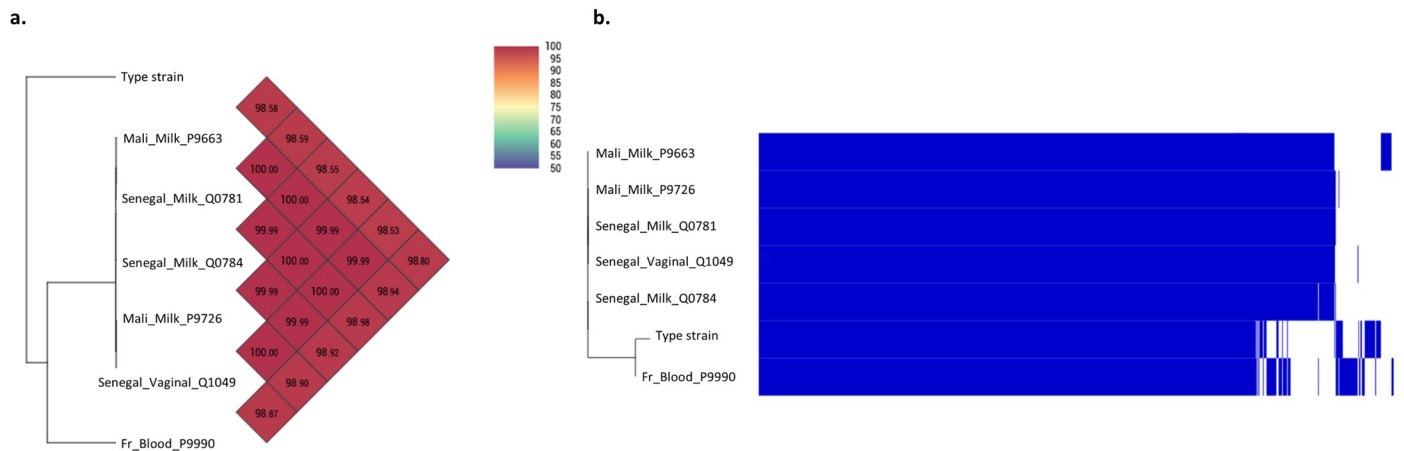 a.
b.
100
95
90
85
80
75
70
65
60
55
50
Type strain
98.58
98.59
Mali_Milk_P9663
100.00
98.55
Senegal_Milk_Q0781
100.00
98.54
99.99
99.99
98.53
Senegal_Milk_Q0784
100.00
99.99
98.80
99.99
100.00
98.94
Mali_Milk_P9726
99.99
98.98
100.00
98.92
Senegal_Vaginal_Q1049
98.90
98.87
Fr_Blood_P9990
Mali_Milk_P9663
Mali_Milk_P9726
Senegal_Milk_Q0781
Senegal_Vaginal_Q1049
Senegal_Milk_Q0784
Type strain
Fr_Blood_P9990